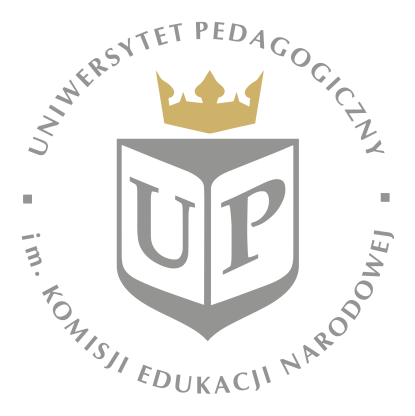 UNIWERSYTET PEDAGOGICZNY
UP
im. KOMISJI EDUKACJI NARODOWEJ